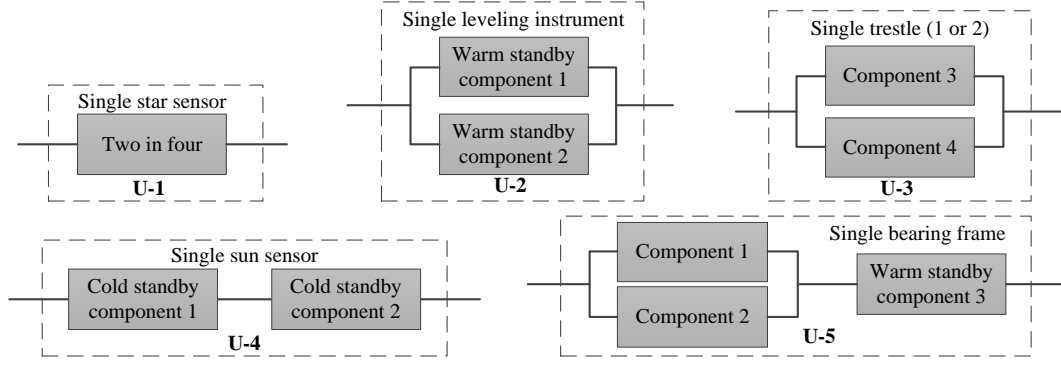 Single star sensor
Two in four
U-1
Single leveling instrument
Warm standby
component 1
Warm standby
component 2
U-2
Single trestle (1 or 2)
Component 3
Component 4
U-3
Single sun sensor
Cold standby
component 1
Cold standby
component 2
U-4
Single bearing frame
Component 1
Component 2
Warm standby
component 3
U-5